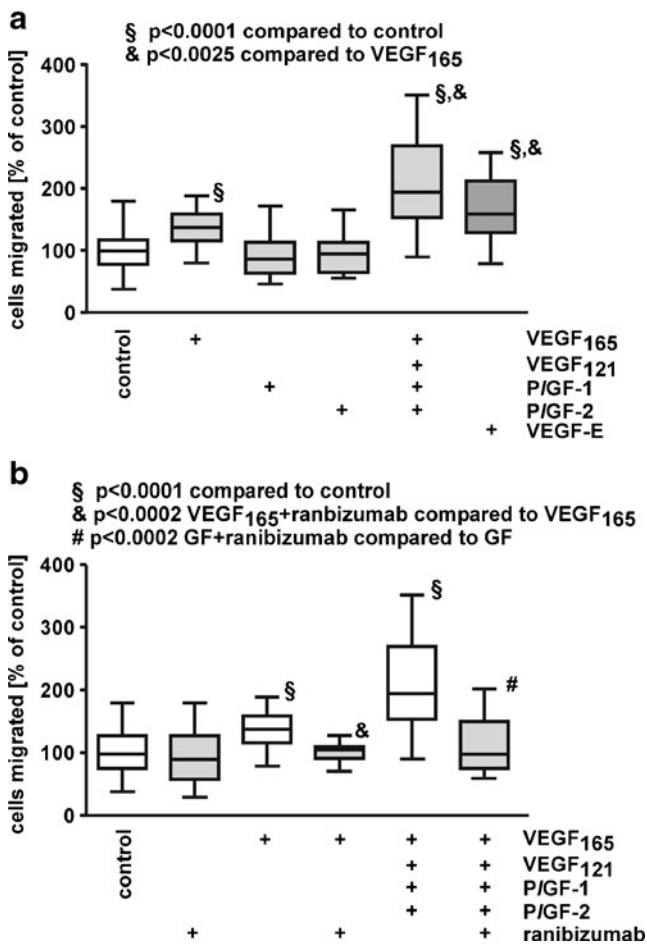 a
§ p<0.0001 compared to control
& p<0.0025 compared to VEGF165
cells migrated [% of control]
400
300
200
100
0
§
§,&
§,&
control
+ + VEGF165
+ VEGF121
+ + PlGF-1
+ + PlGF-2
+ VEGF-E
b
§ p<0.0001 compared to control
& p<0.0002 VEGF165+ranbizumab compared to VEGF165
# p<0.0002 GF+ranibizumab compared to GF
cells migrated [% of control]
400
300
200
100
0
§
&
§
#
control
+ + + + VEGF165
+ + VEGF121
+ + PlGF-1
+ + PlGF-2
+ + + ranibizumab